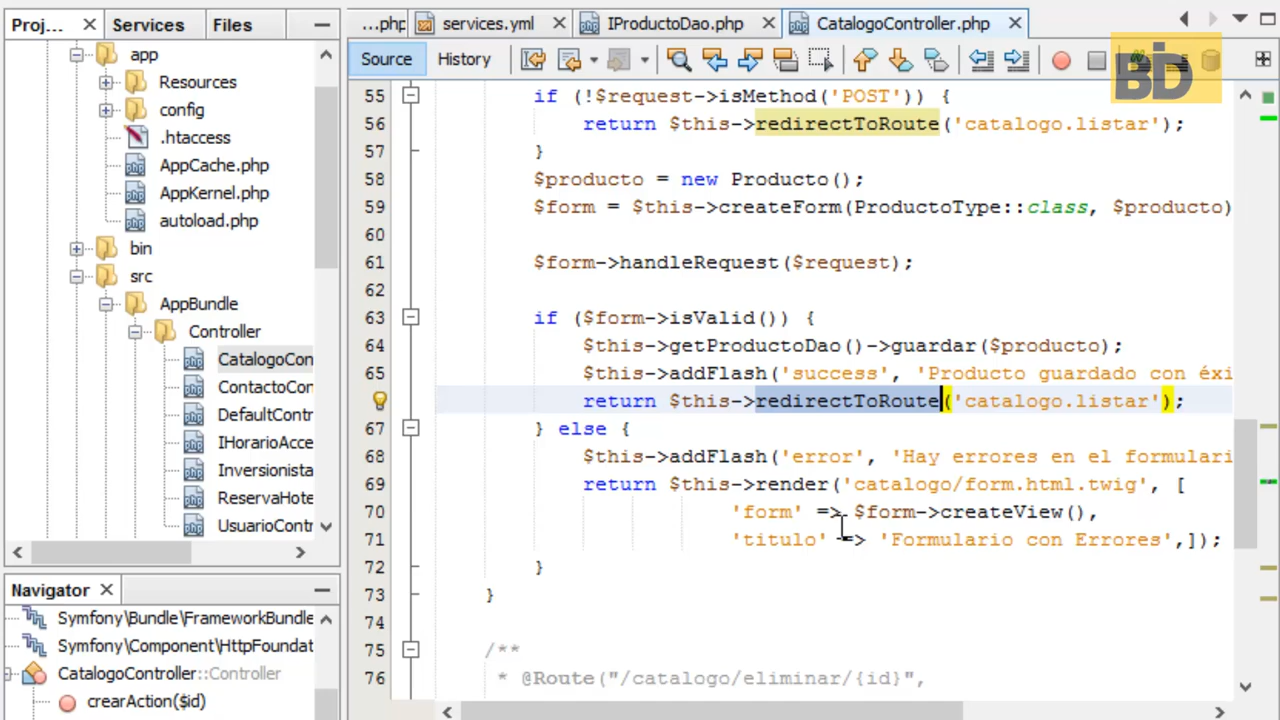 Proj...
Services
Files
...php
services.yml
IProductoDao.php
CatalogoController.php
Source
History
BID
app
Resources
config
.htaccess
AppCache.php
AppKernel.php
autoload.php
bin
src
AppBundle
Controller
CatalogoCon
ContactoCon
DefaultContr
IHorarioAcce
Inversionista
ReservaHote
UsuarioContr
Navigator
Symfony\Bundle\FrameworkBundle
Symfony\Component\HttpFoundat
CatalogoController::Controller
crearAction($id)
55 if (!$request->isMethod('POST')) {
56 return $this->redirectToRoute('catalogo.listar');
57 }
58 $producto = new Producto();
59 $form = $this->createForm(ProductoType::class, $producto)
60
61 $form->handleRequest($request);
62
63 if ($form->isValid()) {
64 $this->getProductoDao()->guardar($producto);
65 $this->addFlash('success', 'Producto guardado con éxi
return $this->redirectToRoute('catalogo.listar');
67 } else {
68 $this->addFlash('error', 'Hay errores en el formulari
69 return $this->render('catalogo/form.html.twig', [
70 'form' => $form->createView(),
71 'titulo' => 'Formulario con Errores',]);
72 }
73 }
74
75 /**
76 * @Route("/catalogo/eliminar/{id}",